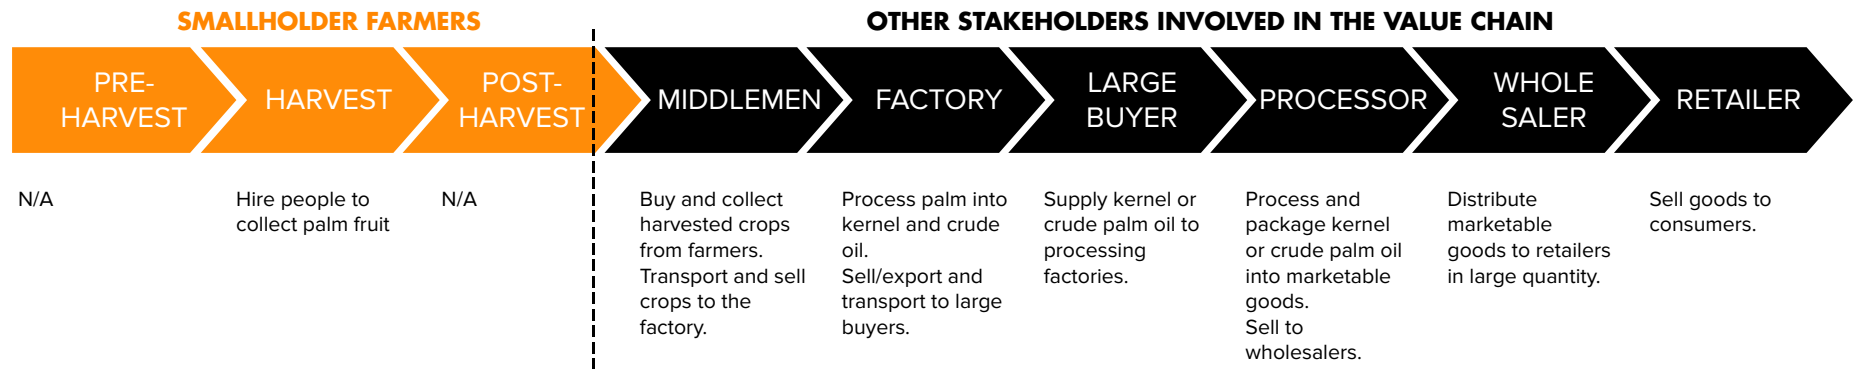 SMALLHOLDER FARMERS
OTHER STAKEHOLDERS INVOLVED IN THE VALUE CHAIN
PRE-
HARVEST
HARVEST
POST-
HARVEST
MIDDLEMEN
FACTORY
LARGE
BUYER
PROCESSOR
WHOLE
SALER
RETAILER
N/A
Hire people to
collect palm fruit
N/A
Buy and collect
harvested crops
from farmers.
Transport and sell
crops to the
factory.
Process palm into
kernel and crude
oil.
Sell/export and
transport to large
buyers.
Supply kernel or
crude palm oil to
processing
factories.
Process and
package kernel
or crude palm oil
into marketable
goods.
Sell to
wholesalers.
Distribute
marketable
goods to retailers
in large quantity.
Sell goods to
consumers.